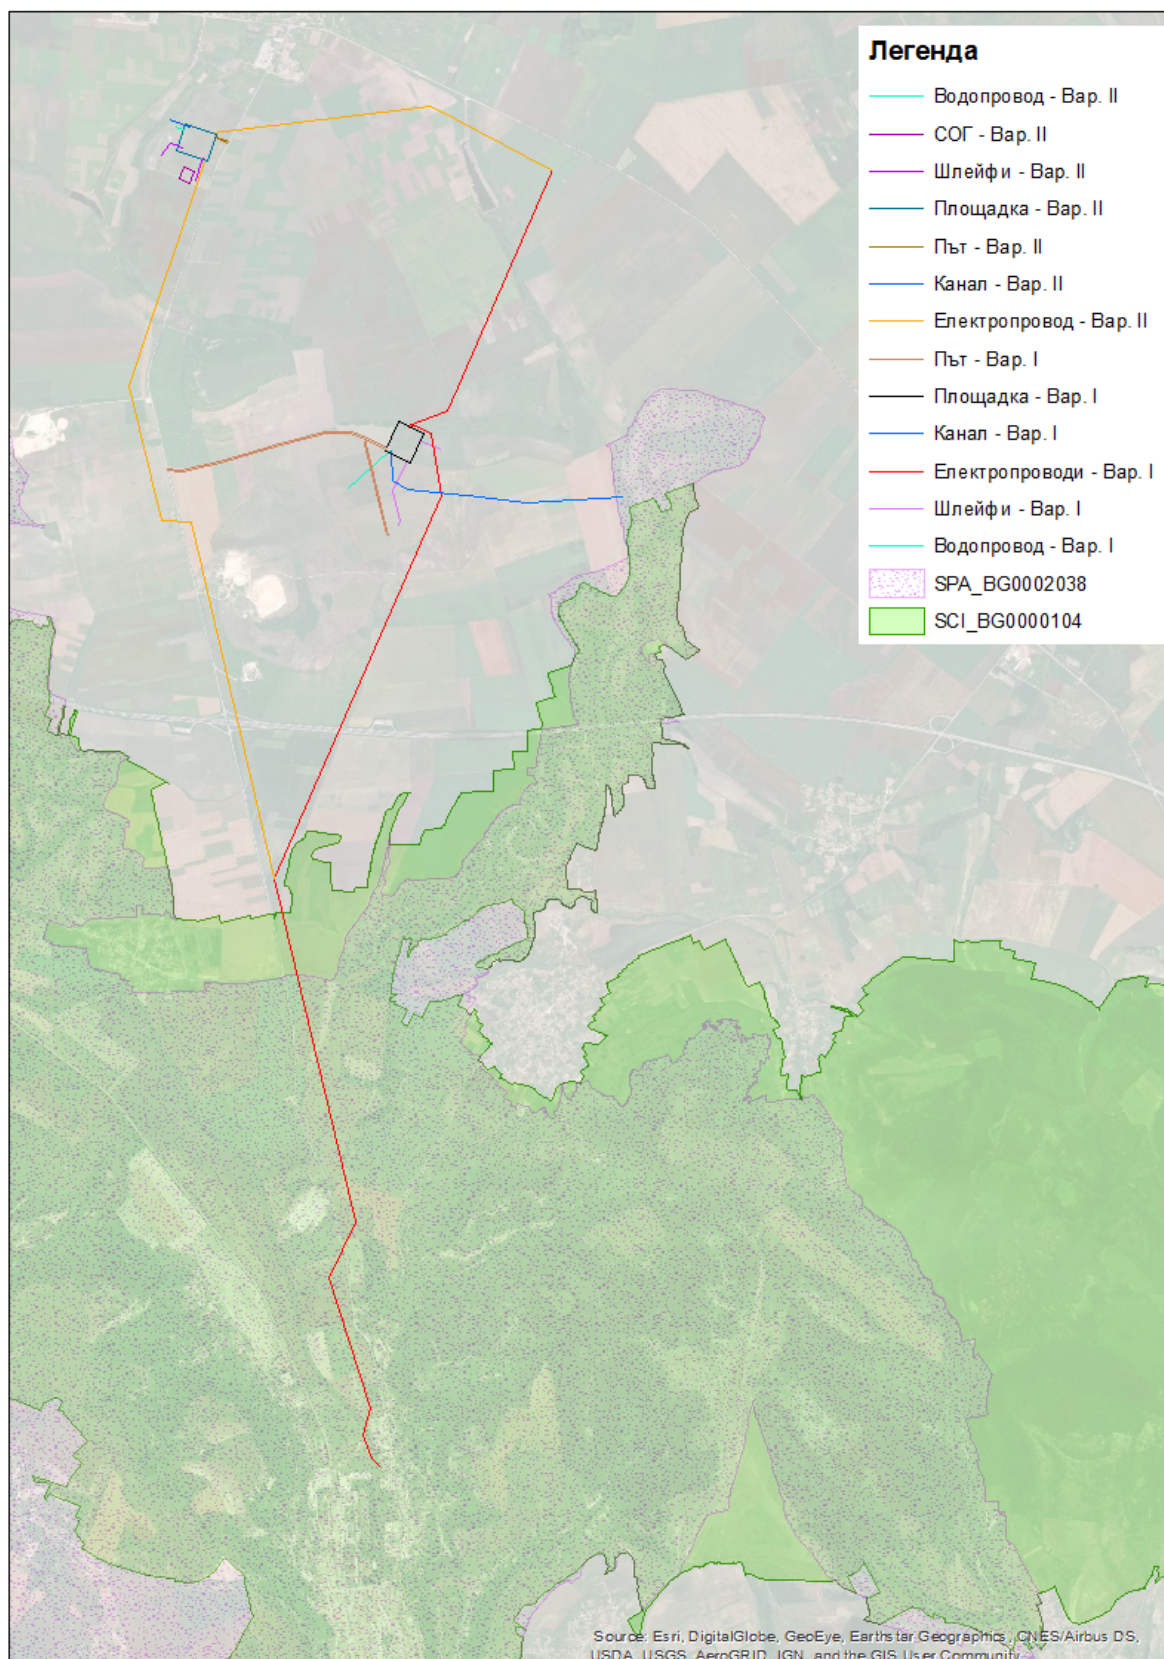 Легенда
Водопровод - Вар. II
СОГ - Вар. II
Шлейфи - Вар. II
Площадка - Вар. II
Път - Вар. II
Канал - Вар. II
Електропровод - Вар. II
Път - Вар. I
Площадка - Вар. I
Канал - Вар. I
Електропроводи - Вар. I
Шлейфи - Вар. I
Водопровод - Вар. I
SPA_BG0002038
SCI_BG0000104
Source: Esri, DigitalGlobe, GeoEye, Earthstar Geographics, CNES/Airbus DS,
USDA, USGS, AeroGRID, IGN, and the GIS User Community